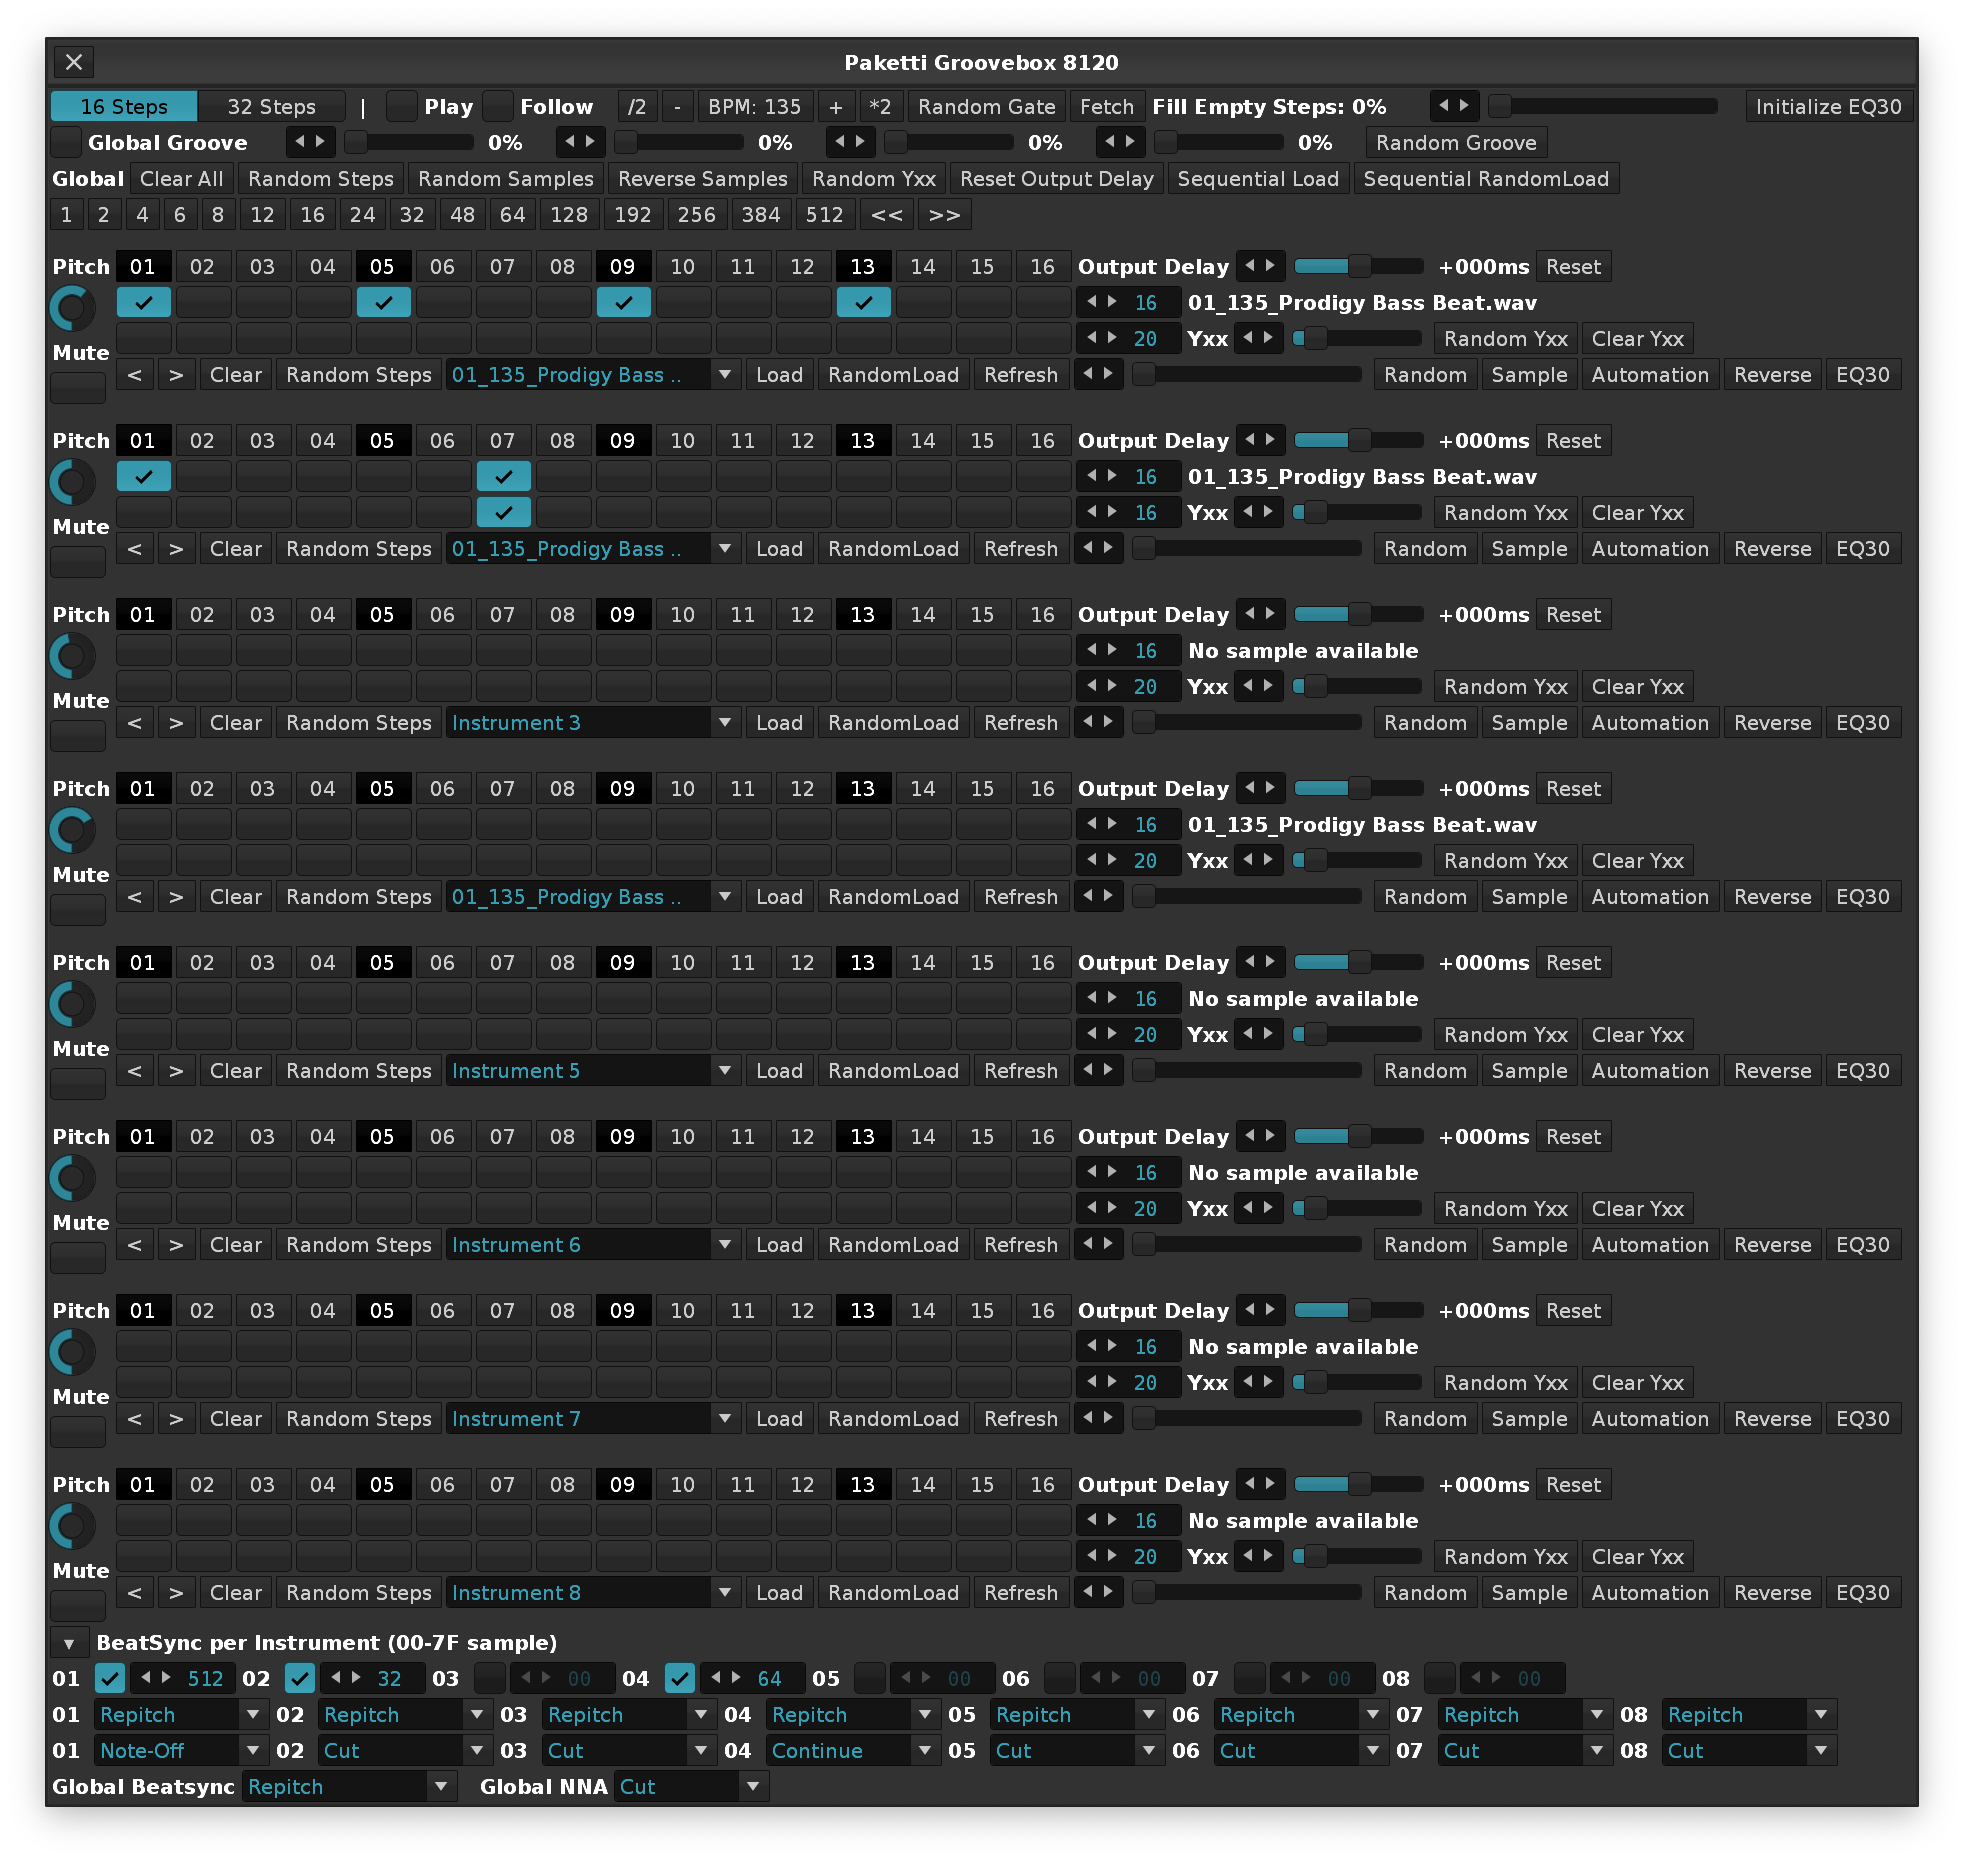 Paketti Groovebox 8120
16 Steps 32 Steps | Play Follow /2 - BPM: 135 + *2 Random Gate Fetch Fill Empty Steps: 0% Initialize EQ30
Global Groove 0% 0% 0% 0% Random Groove
Global Clear All Random Steps Random Samples Reverse Samples Random Yxx Reset Output Delay Sequential Load Sequential RandomLoad
1 2 4 6 8 12 16 24 32 48 64 128 192 256 384 512 << >>
Pitch 01 02 03 04 05 06 07 08 09 10 11 12 13 14 15 16 Output Delay +000ms Reset
16 01_135_Prodigy Bass Beat.wav
20 Yxx Random Yxx Clear Yxx
Mute
< > Clear Random Steps 01_135_Prodigy Bass .. Load RandomLoad Refresh Random Sample Automation Reverse EQ30
Pitch 01 02 03 04 05 06 07 08 09 10 11 12 13 14 15 16 Output Delay +000ms Reset
16 01_135_Prodigy Bass Beat.wav
16 Yxx Random Yxx Clear Yxx
Mute
< > Clear Random Steps 01_135_Prodigy Bass .. Load RandomLoad Refresh Random Sample Automation Reverse EQ30
Pitch 01 02 03 04 05 06 07 08 09 10 11 12 13 14 15 16 Output Delay +000ms Reset
16 No sample available
20 Yxx Random Yxx Clear Yxx
Mute
< > Clear Random Steps Instrument 3 Load RandomLoad Refresh Random Sample Automation Reverse EQ30
Pitch 01 02 03 04 05 06 07 08 09 10 11 12 13 14 15 16 Output Delay +000ms Reset
16 01_135_Prodigy Bass Beat.wav
20 Yxx Random Yxx Clear Yxx
Mute
< > Clear Random Steps 01_135_Prodigy Bass .. Load RandomLoad Refresh Random Sample Automation Reverse EQ30
Pitch 01 02 03 04 05 06 07 08 09 10 11 12 13 14 15 16 Output Delay +000ms Reset
16 No sample available
20 Yxx Random Yxx Clear Yxx
Mute
< > Clear Random Steps Instrument 5 Load RandomLoad Refresh Random Sample Automation Reverse EQ30
Pitch 01 02 03 04 05 06 07 08 09 10 11 12 13 14 15 16 Output Delay +000ms Reset
16 No sample available
20 Yxx Random Yxx Clear Yxx
Mute
< > Clear Random Steps Instrument 6 Load RandomLoad Refresh Random Sample Automation Reverse EQ30
Pitch 01 02 03 04 05 06 07 08 09 10 11 12 13 14 15 16 Output Delay +000ms Reset
16 No sample available
20 Yxx Random Yxx Clear Yxx
Mute
< > Clear Random Steps Instrument 7 Load RandomLoad Refresh Random Sample Automation Reverse EQ30
Pitch 01 02 03 04 05 06 07 08 09 10 11 12 13 14 15 16 Output Delay +000ms Reset
16 No sample available
20 Yxx Random Yxx Clear Yxx
Mute
< > Clear Random Steps Instrument 8 Load RandomLoad Refresh Random Sample Automation Reverse EQ30
BeatSync per Instrument (00-7F sample)
01 512 02 32 03 00 04 64 05 00 06 00 07 00 08 00
01 Repitch 02 Repitch 03 Repitch 04 Repitch 05 Repitch 06 Repitch 07 Repitch 08 Repitch
01 Note-Off 02 Cut 03 Cut 04 Continue 05 Cut 06 Cut 07 Cut 08 Cut
Global Beatsync Repitch Global NNA Cut